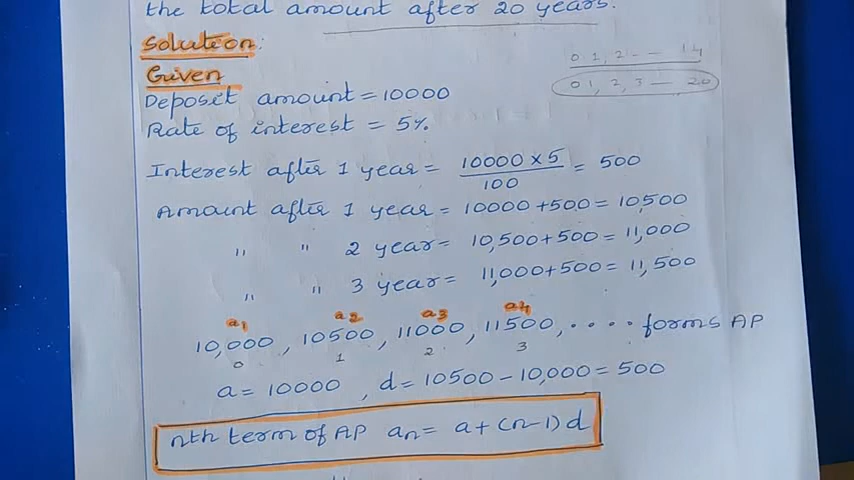 the total amount after 20 years.
Solution:
0 1, 2 - - 14
Given
0 1, 2, 3 — 20
Deposit amount = 10000
Rate of interest = 5%
Interest after 1 year = 10000 × 5 / 100 = 500
Amount after 1 year = 10000 + 500 = 10,500
" " 2 year = 10,500 + 500 = 11,000
" " 3 year = 11,000 + 500 = 11,500
a1 a2 a3 a4
10,000, 10500, 11000, 11500, .... forms AP
0 1 2 3
a = 10000, d = 10500 - 10,000 = 500
nth term of AP an = a + (n-1) d